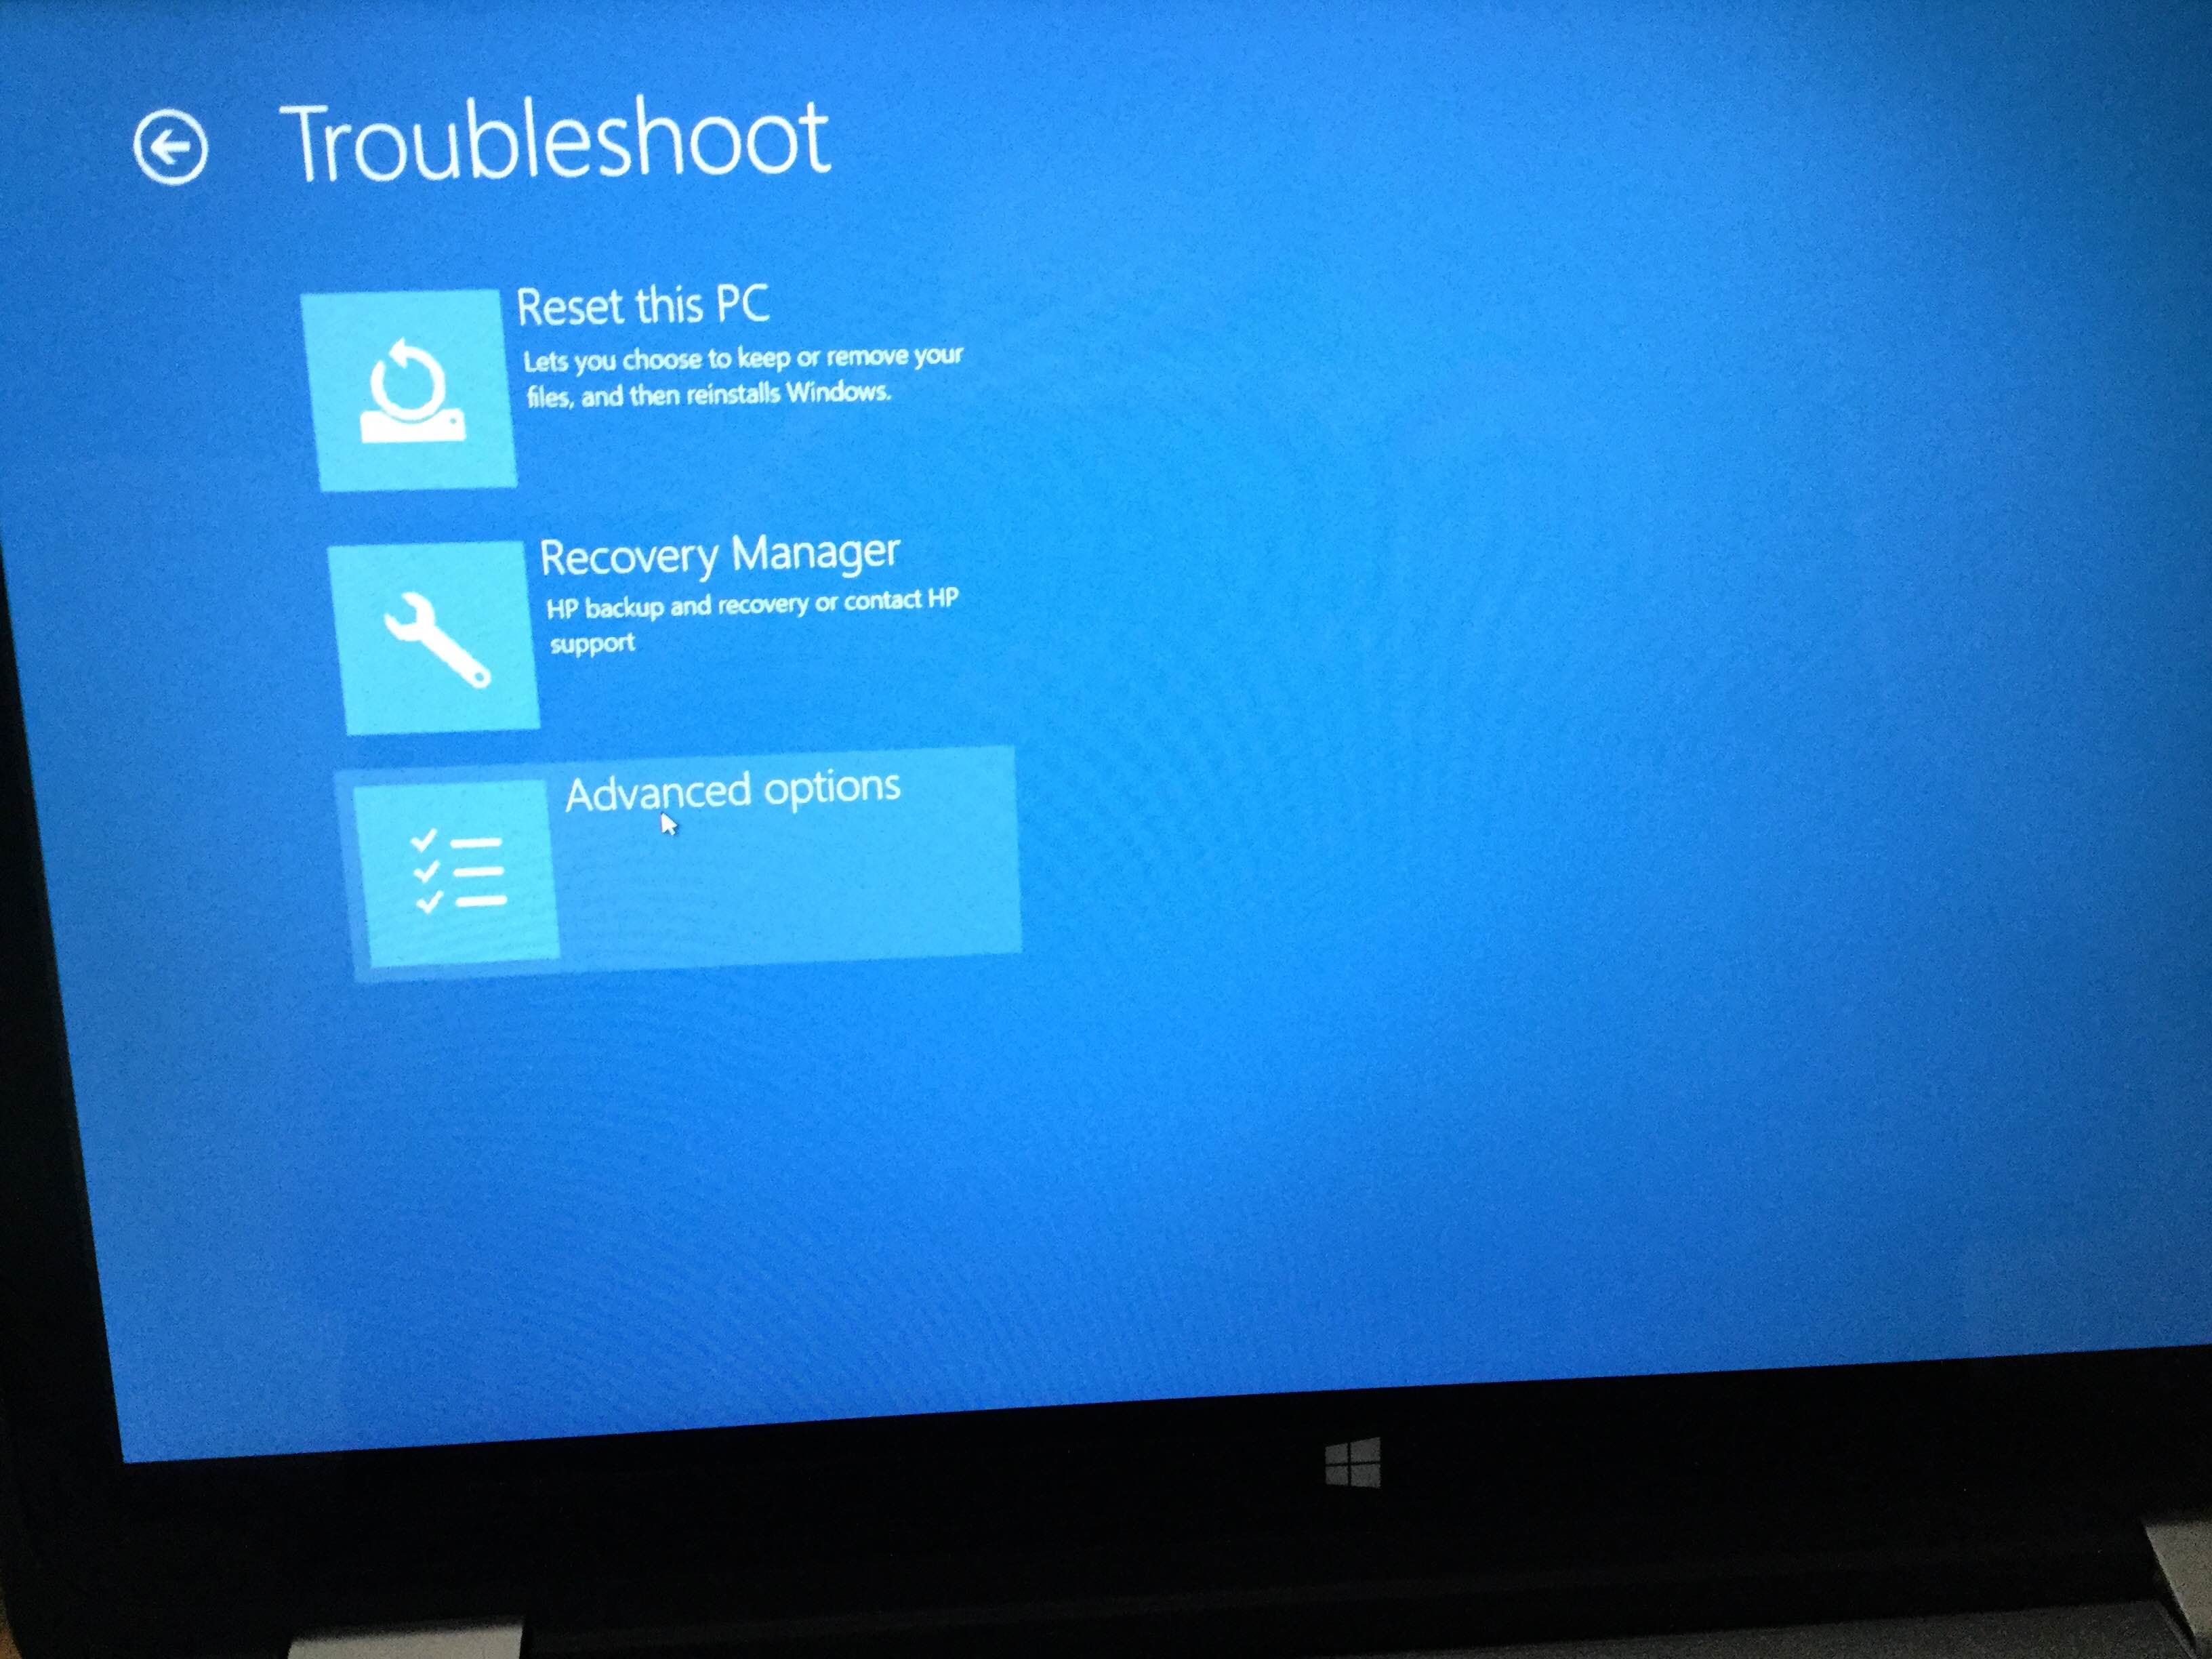 Troubleshoot
Reset this PC
Lets you choose to keep or remove your
files, and then reinstalls Windows.
Recovery Manager
HP backup and recovery or contact HP
support
Advanced options